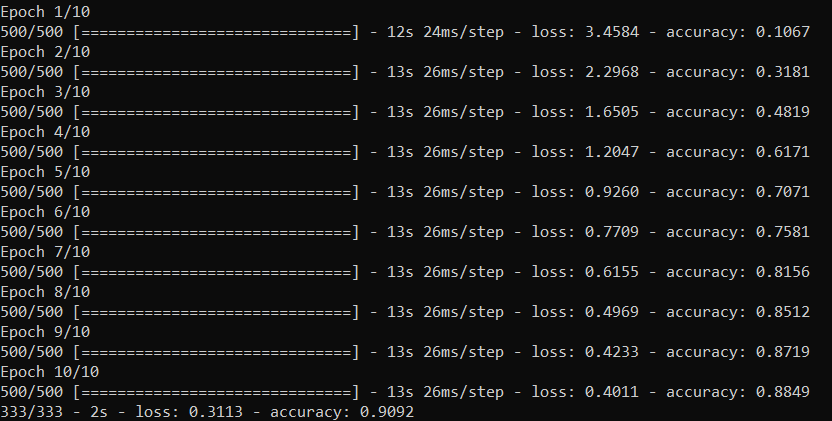 Epoch 1/10
500/500 [==============================] - 12s 24ms/step - loss: 3.4584 - accuracy: 0.1067
Epoch 2/10
500/500 [==============================] - 13s 26ms/step - loss: 2.2968 - accuracy: 0.3181
Epoch 3/10
500/500 [==============================] - 13s 26ms/step - loss: 1.6505 - accuracy: 0.4819
Epoch 4/10
500/500 [==============================] - 13s 26ms/step - loss: 1.2047 - accuracy: 0.6171
Epoch 5/10
500/500 [==============================] - 13s 26ms/step - loss: 0.9260 - accuracy: 0.7071
Epoch 6/10
500/500 [==============================] - 13s 26ms/step - loss: 0.7709 - accuracy: 0.7581
Epoch 7/10
500/500 [==============================] - 13s 26ms/step - loss: 0.6155 - accuracy: 0.8156
Epoch 8/10
500/500 [==============================] - 13s 26ms/step - loss: 0.4969 - accuracy: 0.8512
Epoch 9/10
500/500 [==============================] - 13s 26ms/step - loss: 0.4233 - accuracy: 0.8719
Epoch 10/10
500/500 [==============================] - 13s 26ms/step - loss: 0.4011 - accuracy: 0.8849
333/333 - 2s - loss: 0.3113 - accuracy: 0.9092